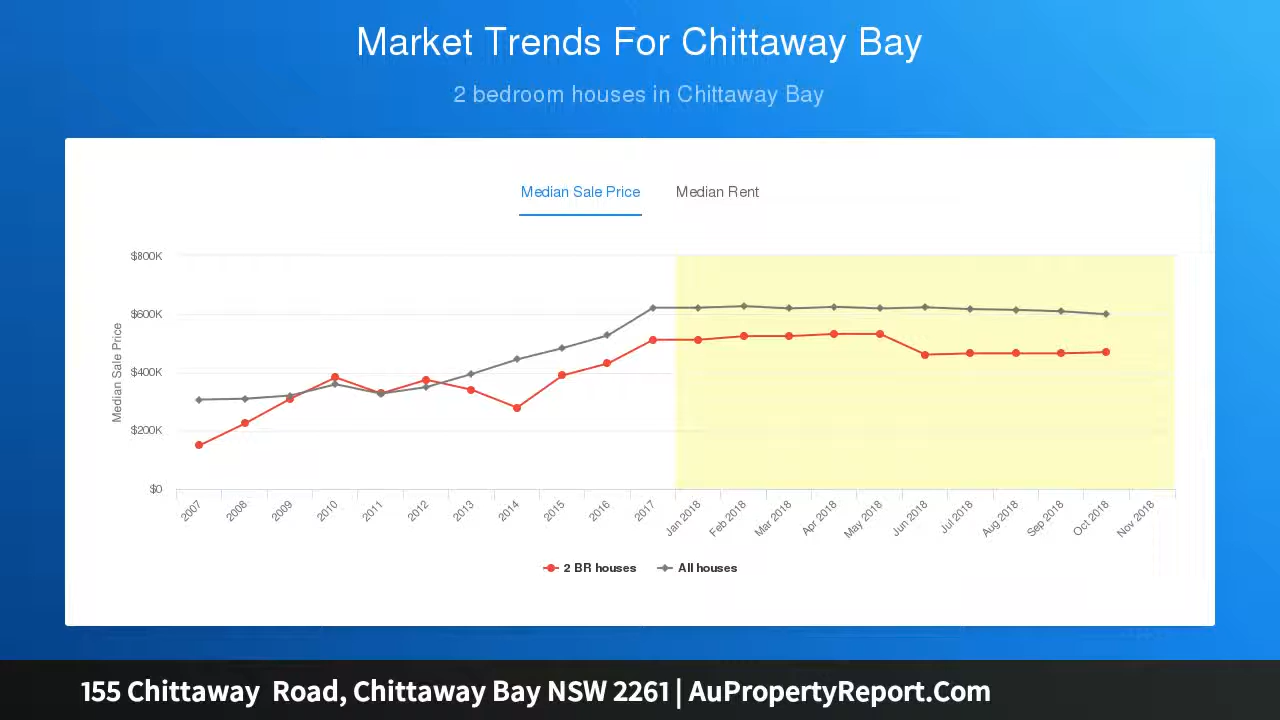 Market Trends For Chittaway Bay
2 bedroom houses in Chittaway Bay
Median Sale Price
Median Rent
$800K
$600K
$400K
$200K
$0
Median Sale Price
2007
2008
2009
2010
2011
2012
2013
2014
2015
2016
2017
Jan 2018
Feb 2018
Mar 2018
Apr 2018
May 2018
Jun 2018
Jul 2018
Aug 2018
Sep 2018
Oct 2018
Nov 2018
2 BR houses
All houses
155 Chittaway  Road, Chittaway Bay NSW 2261 | AuPropertyReport.Com